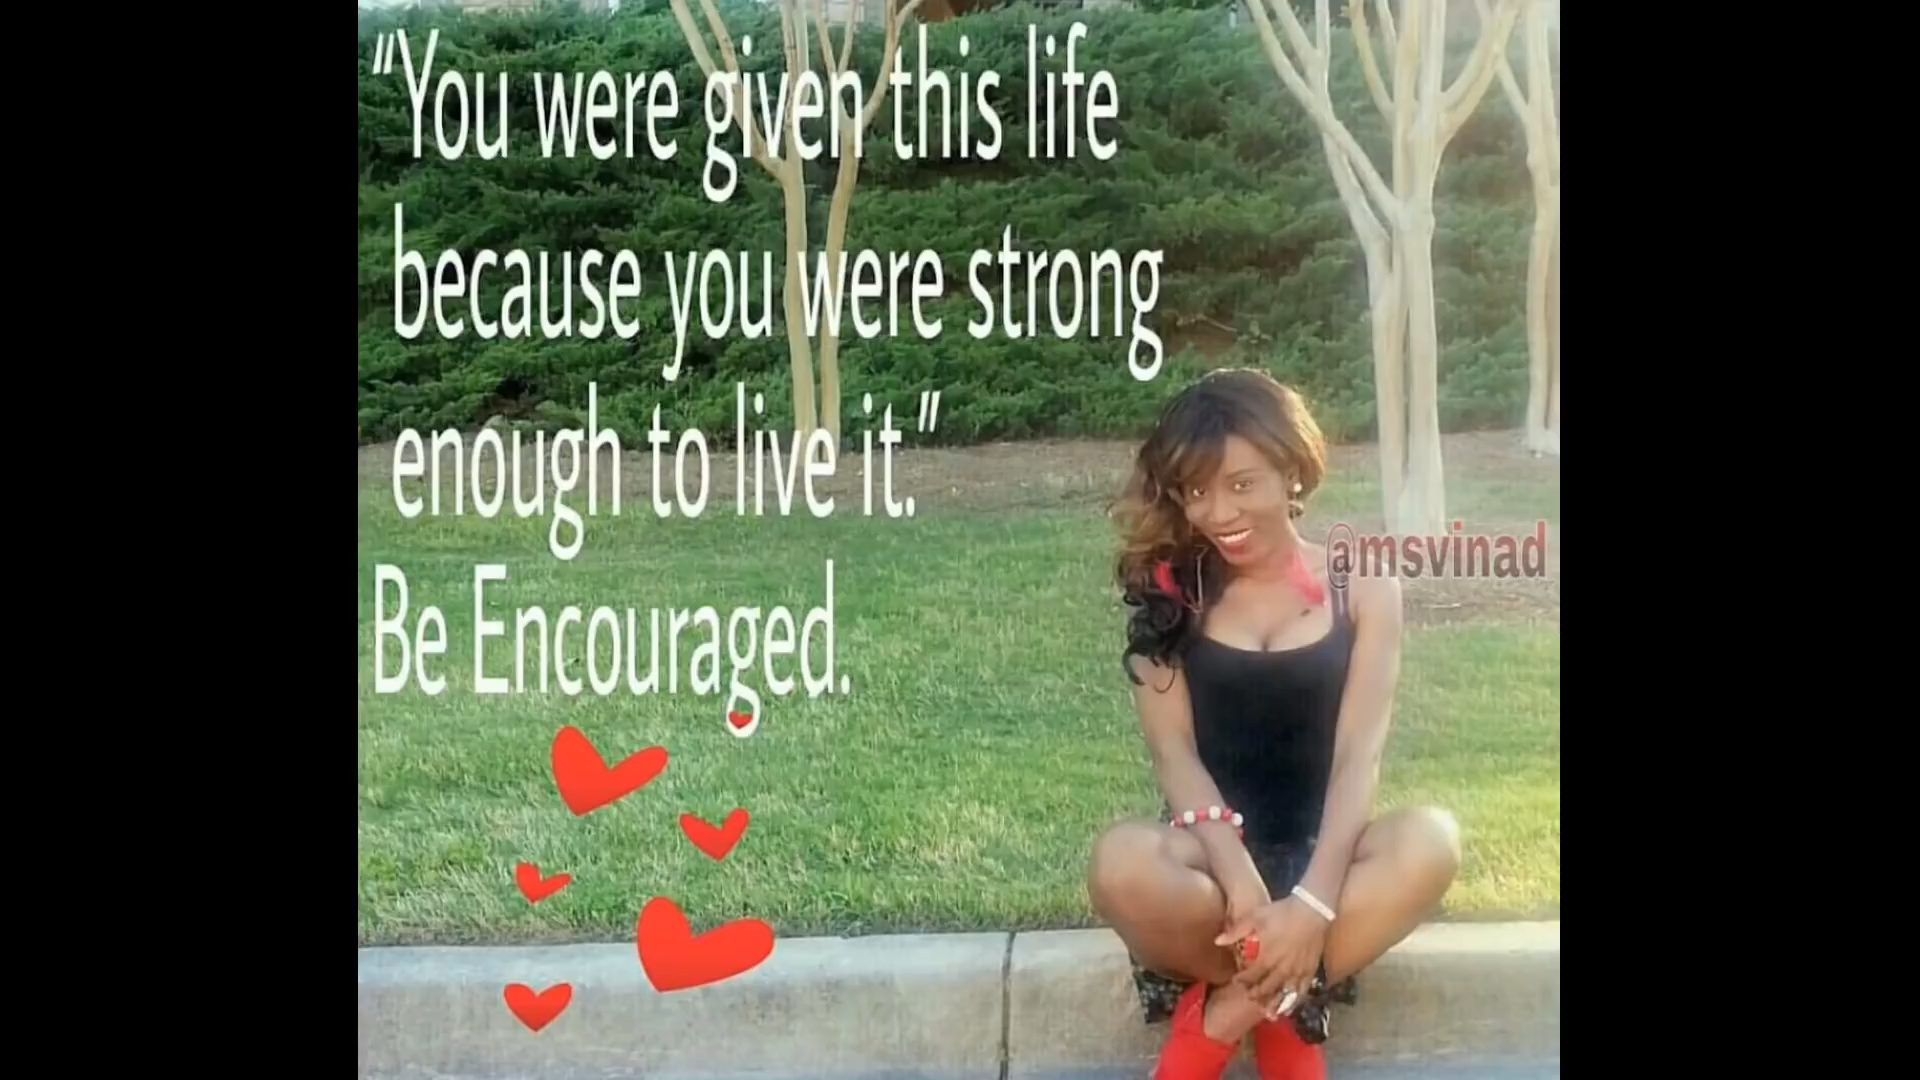 “You were given this life
because you were strong
enough to live it.”
Be Encouraged.
@msvinad